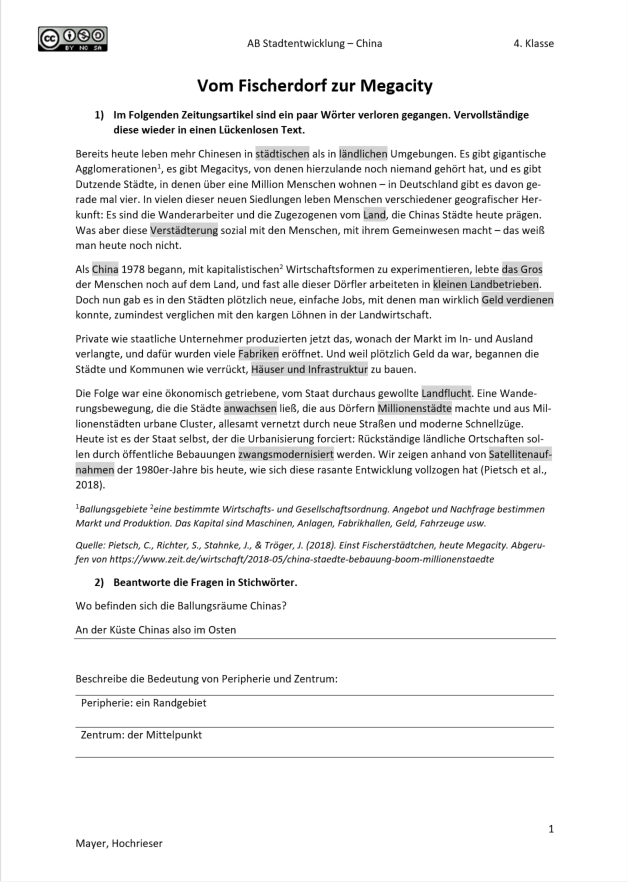 cc BY NC SA
AB Stadtentwicklung – China 4. Klasse
Vom Fischerdorf zur Megacity
1) Im Folgenden Zeitungsartikel sind ein paar Wörter verloren gegangen. Vervollständige
diese wieder in einen Lückenlosen Text.
Bereits heute leben mehr Chinesen in städtischen als in ländlichen Umgebungen. Es gibt gigantische
Agglomerationen¹, es gibt Megacitys, von denen hierzulande noch niemand gehört hat, und es gibt
Dutzende Städte, in denen über eine Million Menschen wohnen – in Deutschland gibt es davon ge-
rade mal vier. In vielen dieser neuen Siedlungen leben Menschen verschiedener geografischer Her-
kunft: Es sind die Wanderarbeiter und die Zugezogenen vom Land, die Chinas Städte heute prägen.
Was aber diese Verstädterung sozial mit den Menschen, mit ihrem Gemeinwesen macht – das weiß
man heute noch nicht.
Als China 1978 begann, mit kapitalistischen² Wirtschaftsformen zu experimentieren, lebte das Gros
der Menschen noch auf dem Land, und fast alle dieser Dörfler arbeiteten in kleinen Landbetrieben.
Doch nun gab es in den Städten plötzlich neue, einfache Jobs, mit denen man wirklich Geld verdienen
konnte, zumindest verglichen mit den kargen Löhnen in der Landwirtschaft.
Private wie staatliche Unternehmer produzierten jetzt das, wonach der Markt im In- und Ausland
verlangte, und dafür wurden viele Fabriken eröffnet. Und weil plötzlich Geld da war, begannen die
Städte und Kommunen wie verrückt, Häuser und Infrastruktur zu bauen.
Die Folge war eine ökonomisch getriebene, vom Staat durchaus gewollte Landflucht. Eine Wande-
rungsbewegung, die die Städte anwachsen ließ, die aus Dörfern Millionenstädte machte und aus Mil-
lionenstädten urbane Cluster, allesamt vernetzt durch neue Straßen und moderne Schnellzüge.
Heute ist es der Staat selbst, der die Urbanisierung forciert: Rückständige ländliche Ortschaften sol-
len durch öffentliche Bebauungen zwangsmodernisiert werden. Wir zeigen anhand von Satellitenauf-
nahmen der 1980er-Jahre bis heute, wie sich diese rasante Entwicklung vollzogen hat (Pietsch et al.,
2018).
¹Ballungsgebiete ²eine bestimmte Wirtschafts- und Gesellschaftsordnung. Angebot und Nachfrage bestimmen
Markt und Produktion. Das Kapital sind Maschinen, Anlagen, Fabrikhallen, Geld, Fahrzeuge usw.
Quelle: Pietsch, C., Richter, S., Stahnke, J., & Tröger, J. (2018). Einst Fischerstädtchen, heute Megacity. Abgeru-
fen von https://www.zeit.de/wirtschaft/2018-05/china-staedte-bebauung-boom-millionenstaedte
2) Beantworte die Fragen in Stichwörter.
Wo befinden sich die Ballungsräume Chinas?
An der Küste Chinas also im Osten
Beschreibe die Bedeutung von Peripherie und Zentrum:
Peripherie: ein Randgebiet
Zentrum: der Mittelpunkt
1
Mayer, Hochrieser